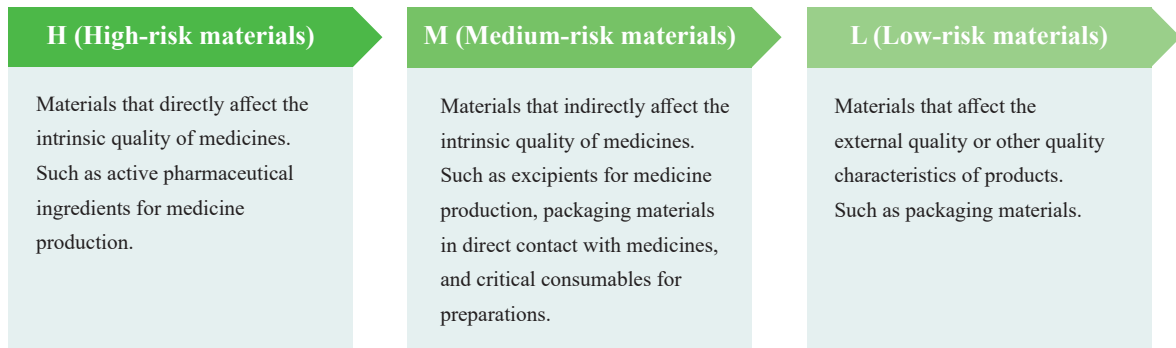 H (High-risk materials)
Materials that directly affect the
intrinsic quality of medicines.
Such as active pharmaceutical
ingredients for medicine
production.
M (Medium-risk materials)
Materials that indirectly affect the
intrinsic quality of medicines.
Such as excipients for medicine
production, packaging materials
in direct contact with medicines,
and critical consumables for
preparations.
L (Low-risk materials)
Materials that affect the
external quality or other quality
characteristics of products.
Such as packaging materials.